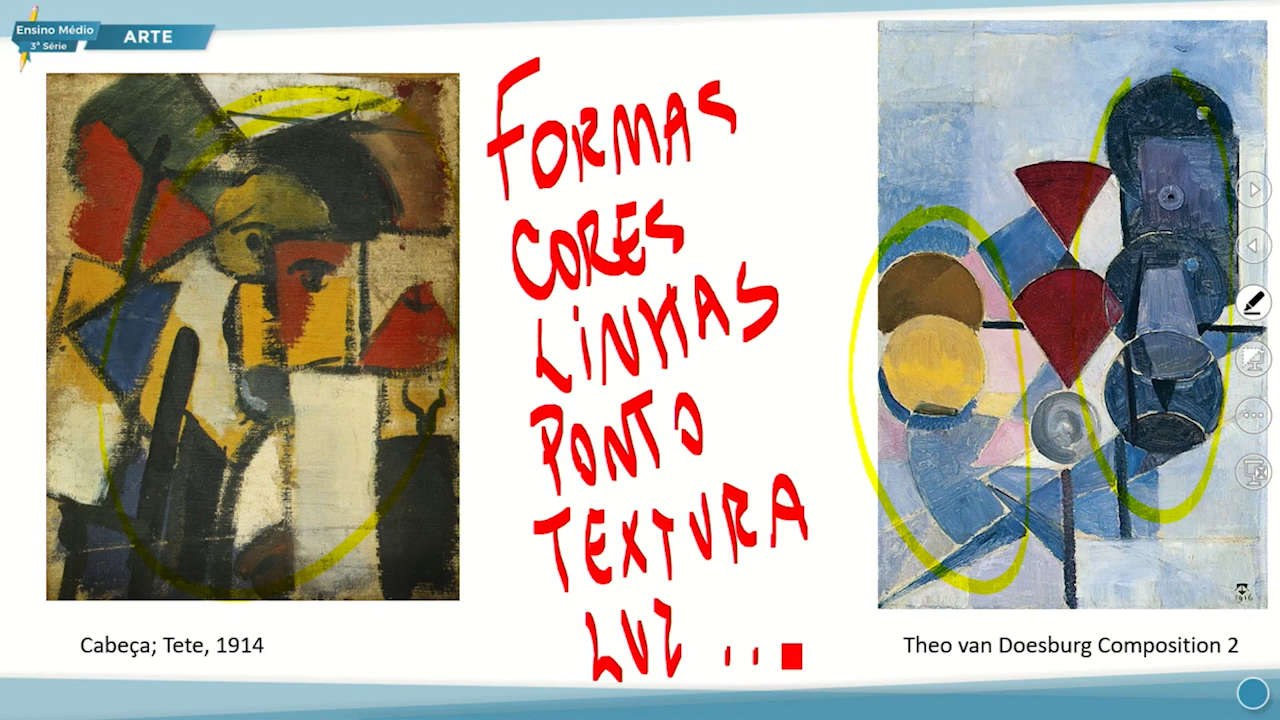 Ensino Médio
3ª Série
ARTE
FORMAS
CORES
LINHAS
PONTO
TEXTURA
LUZ ...
1916
Cabeça; Tete, 1914
Theo van Doesburg Composition 2